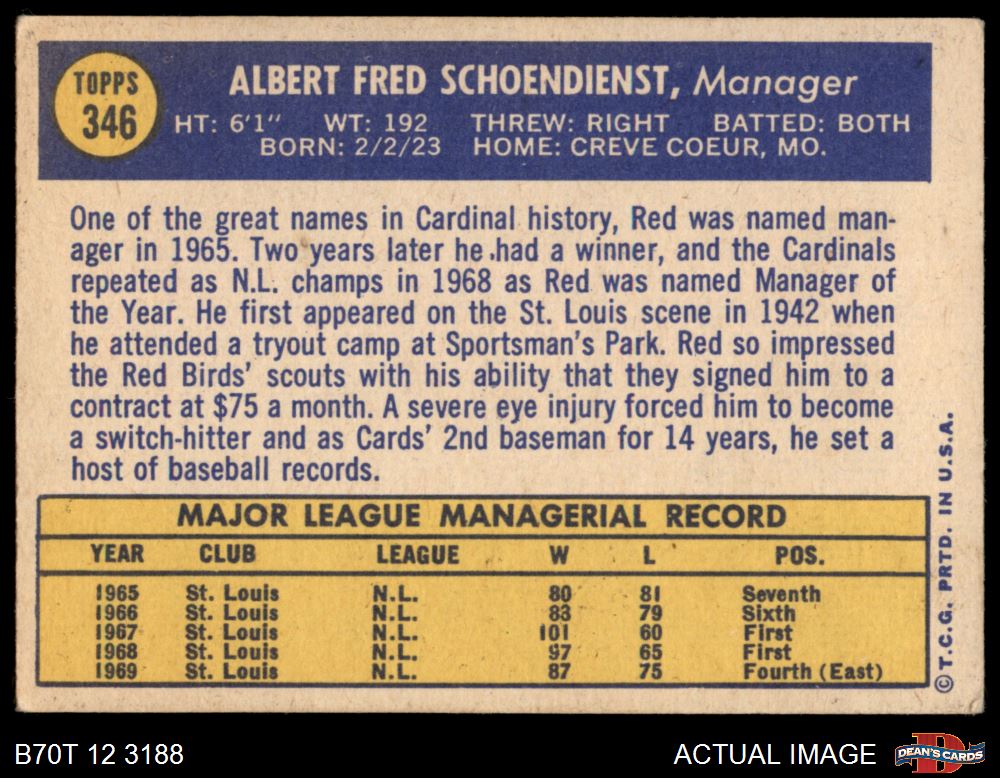 TOPPS
346
ALBERT FRED SCHOENDIENST, Manager
HT: 6'1" WT: 192 THREW: RIGHT BATTED: BOTH
BORN: 2/2/23 HOME: CREVE COEUR, MO.
One of the great names in Cardinal history, Red was named man-
ager in 1965. Two years later he had a winner, and the Cardinals
repeated as N.L. champs in 1968 as Red was named Manager of
the Year. He first appeared on the St. Louis scene in 1942 when
he attended a tryout camp at Sportsman's Park. Red so impressed
the Red Birds' scouts with his ability that they signed him to a
contract at $75 a month. A severe eye injury forced him to become
a switch-hitter and as Cards' 2nd baseman for 14 years, he set a
host of baseball records.
MAJOR LEAGUE MANAGERIAL RECORD
YEAR CLUB LEAGUE W L POS.
1965 St. Louis N.L. 80 81 Seventh
1966 St. Louis N.L. 83 79 Sixth
1967 St. Louis N.L. 101 60 First
1968 St. Louis N.L. 97 65 First
1969 St. Louis N.L. 87 75 Fourth (East)
© T.C.G. PRTD. IN U.S.A.
B70T 12 3188
ACTUAL IMAGE
DEAN'S CARDS